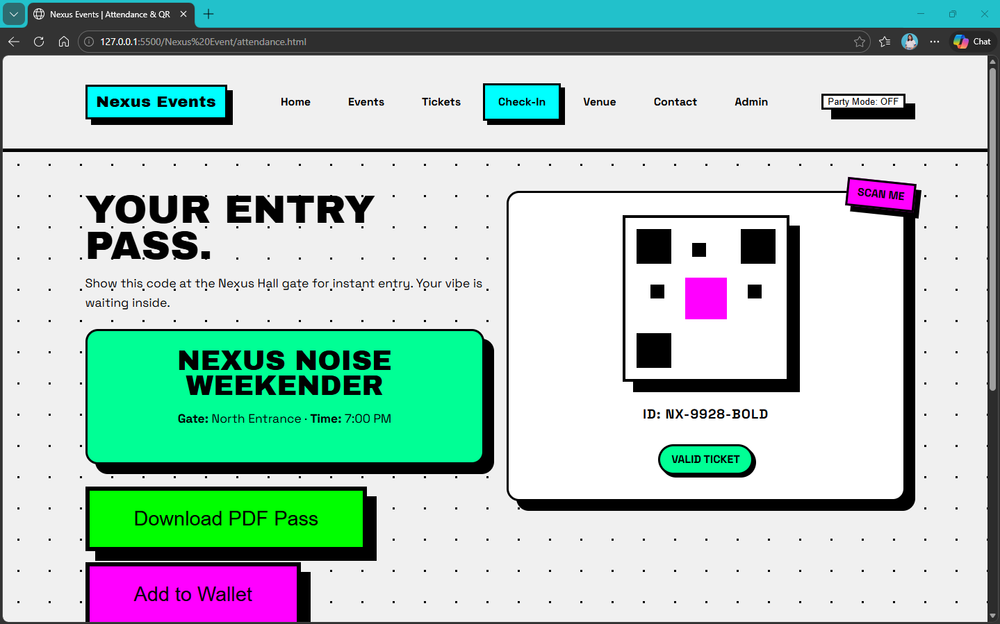 Nexus Events | Attendance & QR
127.0.0.1:5500/Nexus%20Event/attendance.html
Chat
Nexus Events
Home
Events
Tickets
Check-In
Venue
Contact
Admin
Party Mode: OFF
YOUR ENTRY
PASS.
Show this code at the Nexus Hall gate for instant entry. Your vibe is
waiting inside.
NEXUS NOISE
WEEKENDER
Gate: North Entrance · Time: 7:00 PM
Download PDF Pass
Add to Wallet
SCAN ME
ID: NX-9928-BOLD
VALID TICKET